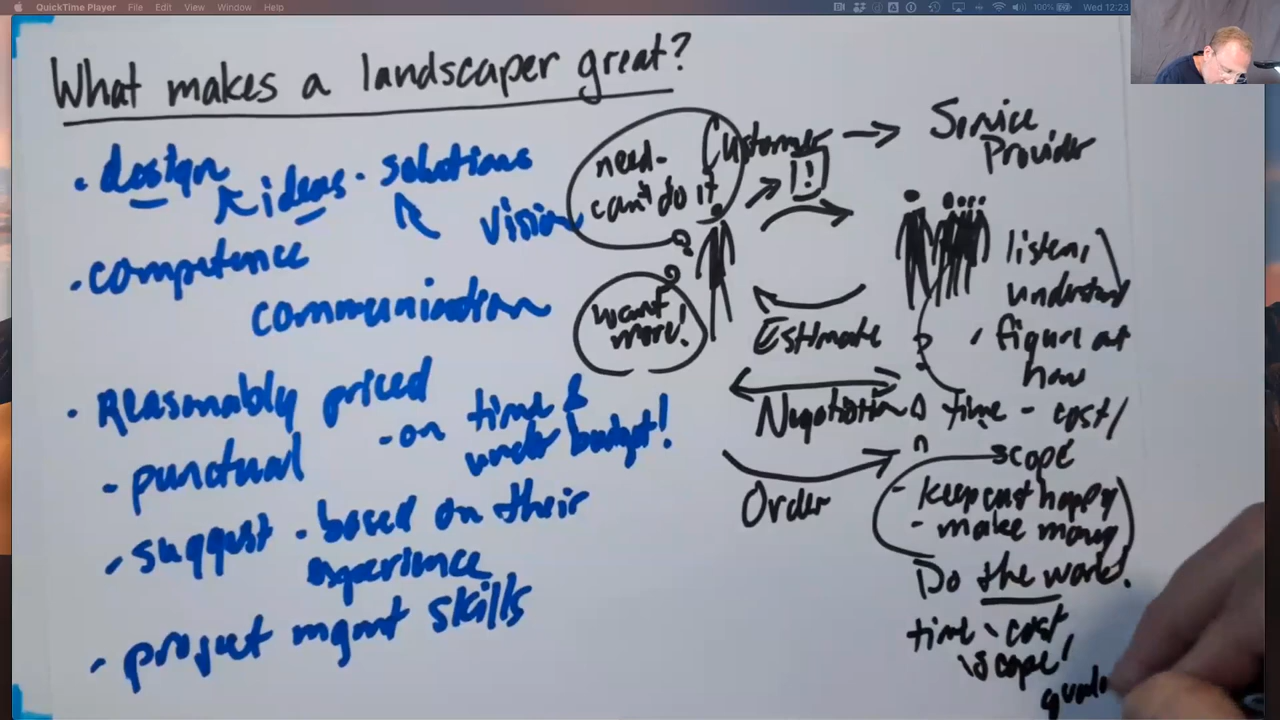 QuickTime Player File Edit View Window Help
100% Wed 12:23
What makes a landscaper great?
• design
ideas • solutions
vision
• competence
communication
• Reasonably priced
- on time &
under budget!
- punctual
- suggest - based on their
experience
- project mgmt skills
need-
can't do it
want
more!
Customer → Service
Provider
!
Estimate
Negotiation
Order
listen,
understand
• figure out
how
time - cost/
scope
- keep cust happy
- make money
Do the work!
time - cost,
scope,